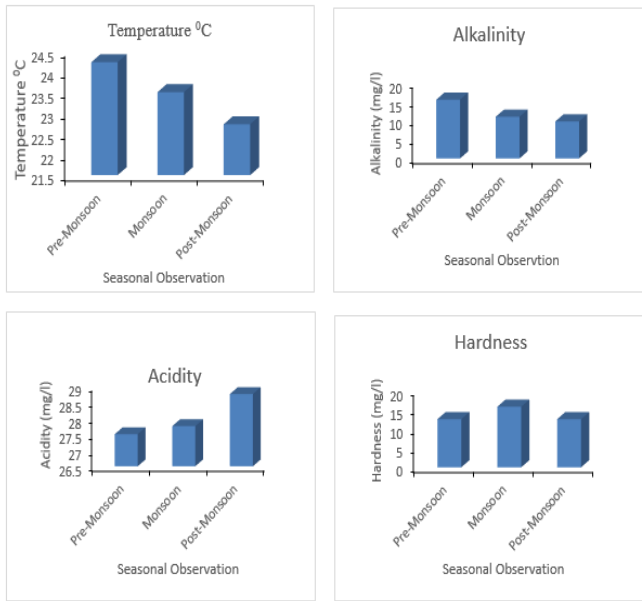 Temperature ⁰C
Temperature ⁰C
24.5
24
23.5
23
22.5
22
21.5
Pre-Monsoon
Monsoon
Post-Monsoon
Seasonal Observation
Alkalinity
Alkalinity (mg/l)
20
15
10
5
0
Pre-Monsoon
Monsoon
Post-Monsoon
Seasonal Observtion
Acidity
Acidity (mg/l)
29
28.5
28
27.5
27
26.5
Pre-Monsoon
Monsoon
Post-Monsoon
Seasonal Observation
Hardness
Hardness (mg/l)
20
15
10
5
0
Pre-Monsoon
Monsoon
Post-Monsoon
Seasonal Observation